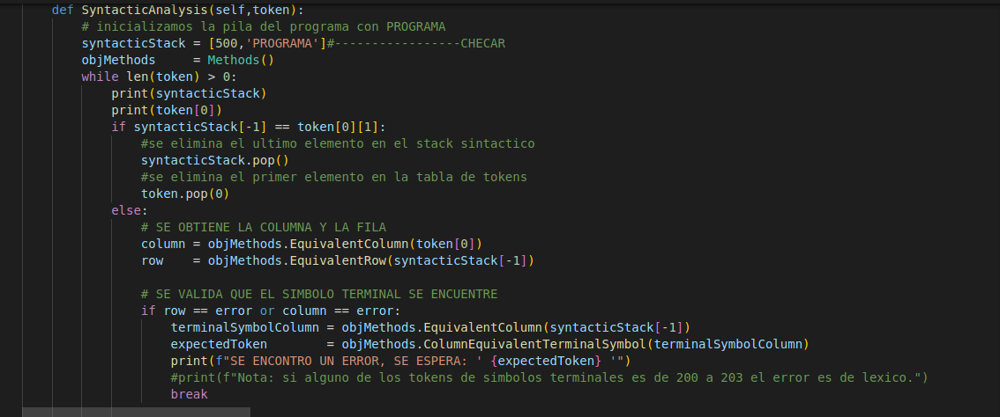 def SyntacticAnalysis(self,token):
# inicializamos la pila del programa con PROGRAMA
syntacticStack = [500,'PROGRAMA']#-----------------CHECAR
objMethods     = Methods()
while len(token) > 0:
print(syntacticStack)
print(token[0])
if syntacticStack[-1] == token[0][1]:
#se elimina el ultimo elemento en el stack sintactico
syntacticStack.pop()
#se elimina el primer elemento en la tabla de tokens
token.pop(0)
else:
# SE OBTIENE LA COLUMNA Y LA FILA
column = objMethods.EquivalentColumn(token[0])
row    = objMethods.EquivalentRow(syntacticStack[-1])
# SE VALIDA QUE EL SIMBOLO TERMINAL SE ENCUENTRE
if row == error or column == error:
terminalSymbolColumn = objMethods.EquivalentColumn(syntacticStack[-1])
expectedToken        = objMethods.ColumnEquivalentTerminalSymbol(terminalSymbolColumn)
print(f"SE ENCONTRO UN ERROR, SE ESPERA: ' {expectedToken} '")
#print(f"Nota: si alguno de los tokens de simbolos terminales es de 200 a 203 el error es de lexico.")
break